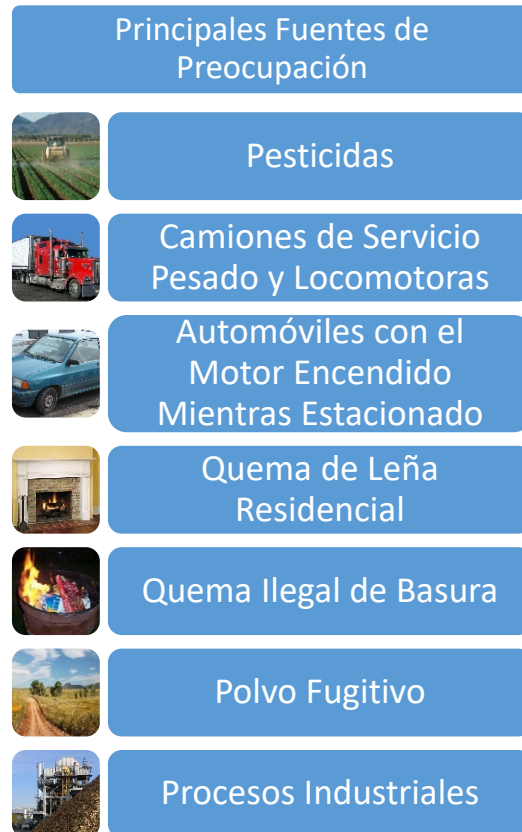 Principales Fuentes de
Preocupación
Pesticidas
Camiones de Servicio
Pesado y Locomotoras
Automóviles con el
Motor Encendido
Mientras Estacionado
Quema de Leña
Residencial
Quema Ilegal de Basura
Polvo Fugitivo
Procesos Industriales